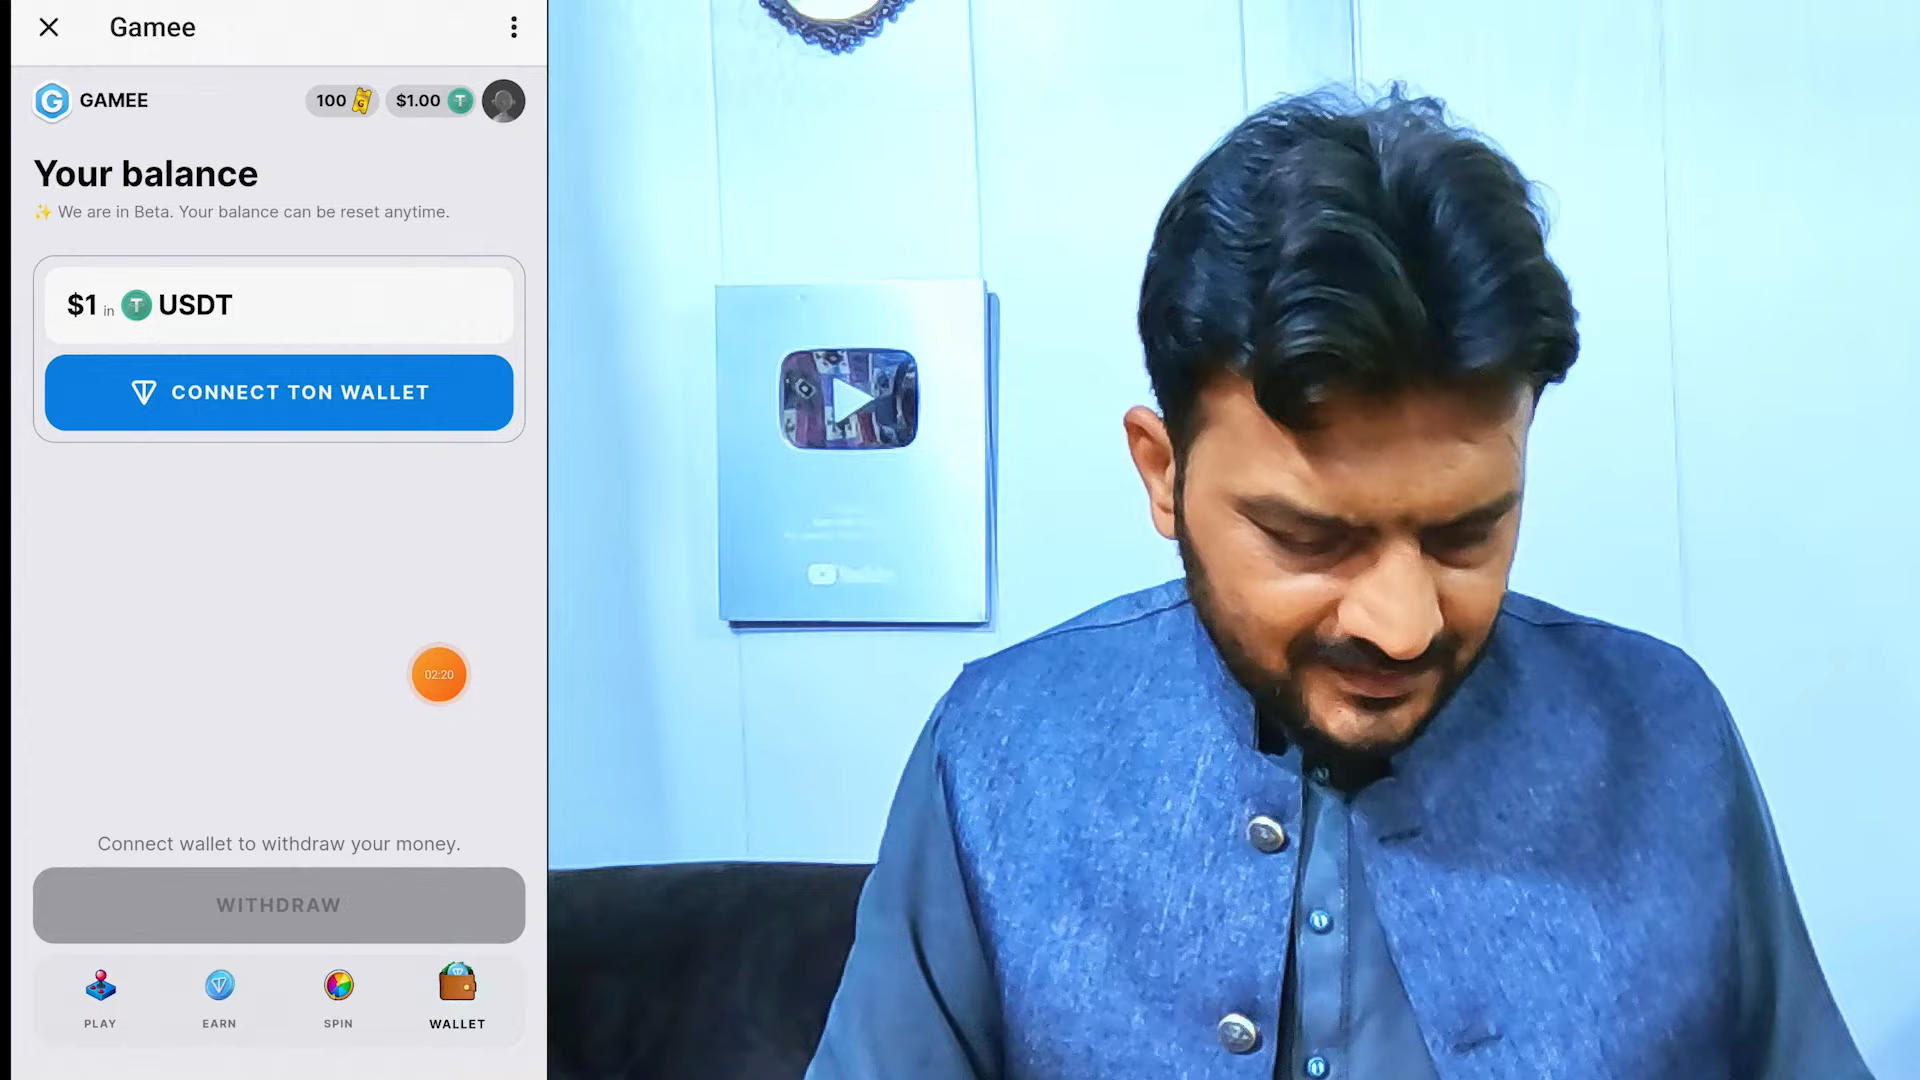 Gamee
GAMEE
100
$1.00
Your balance
✨ We are in Beta. Your balance can be reset anytime.
$1 in USDT
CONNECT TON WALLET
02:20
Connect wallet to withdraw your money.
WITHDRAW
PLAY
EARN
SPIN
WALLET